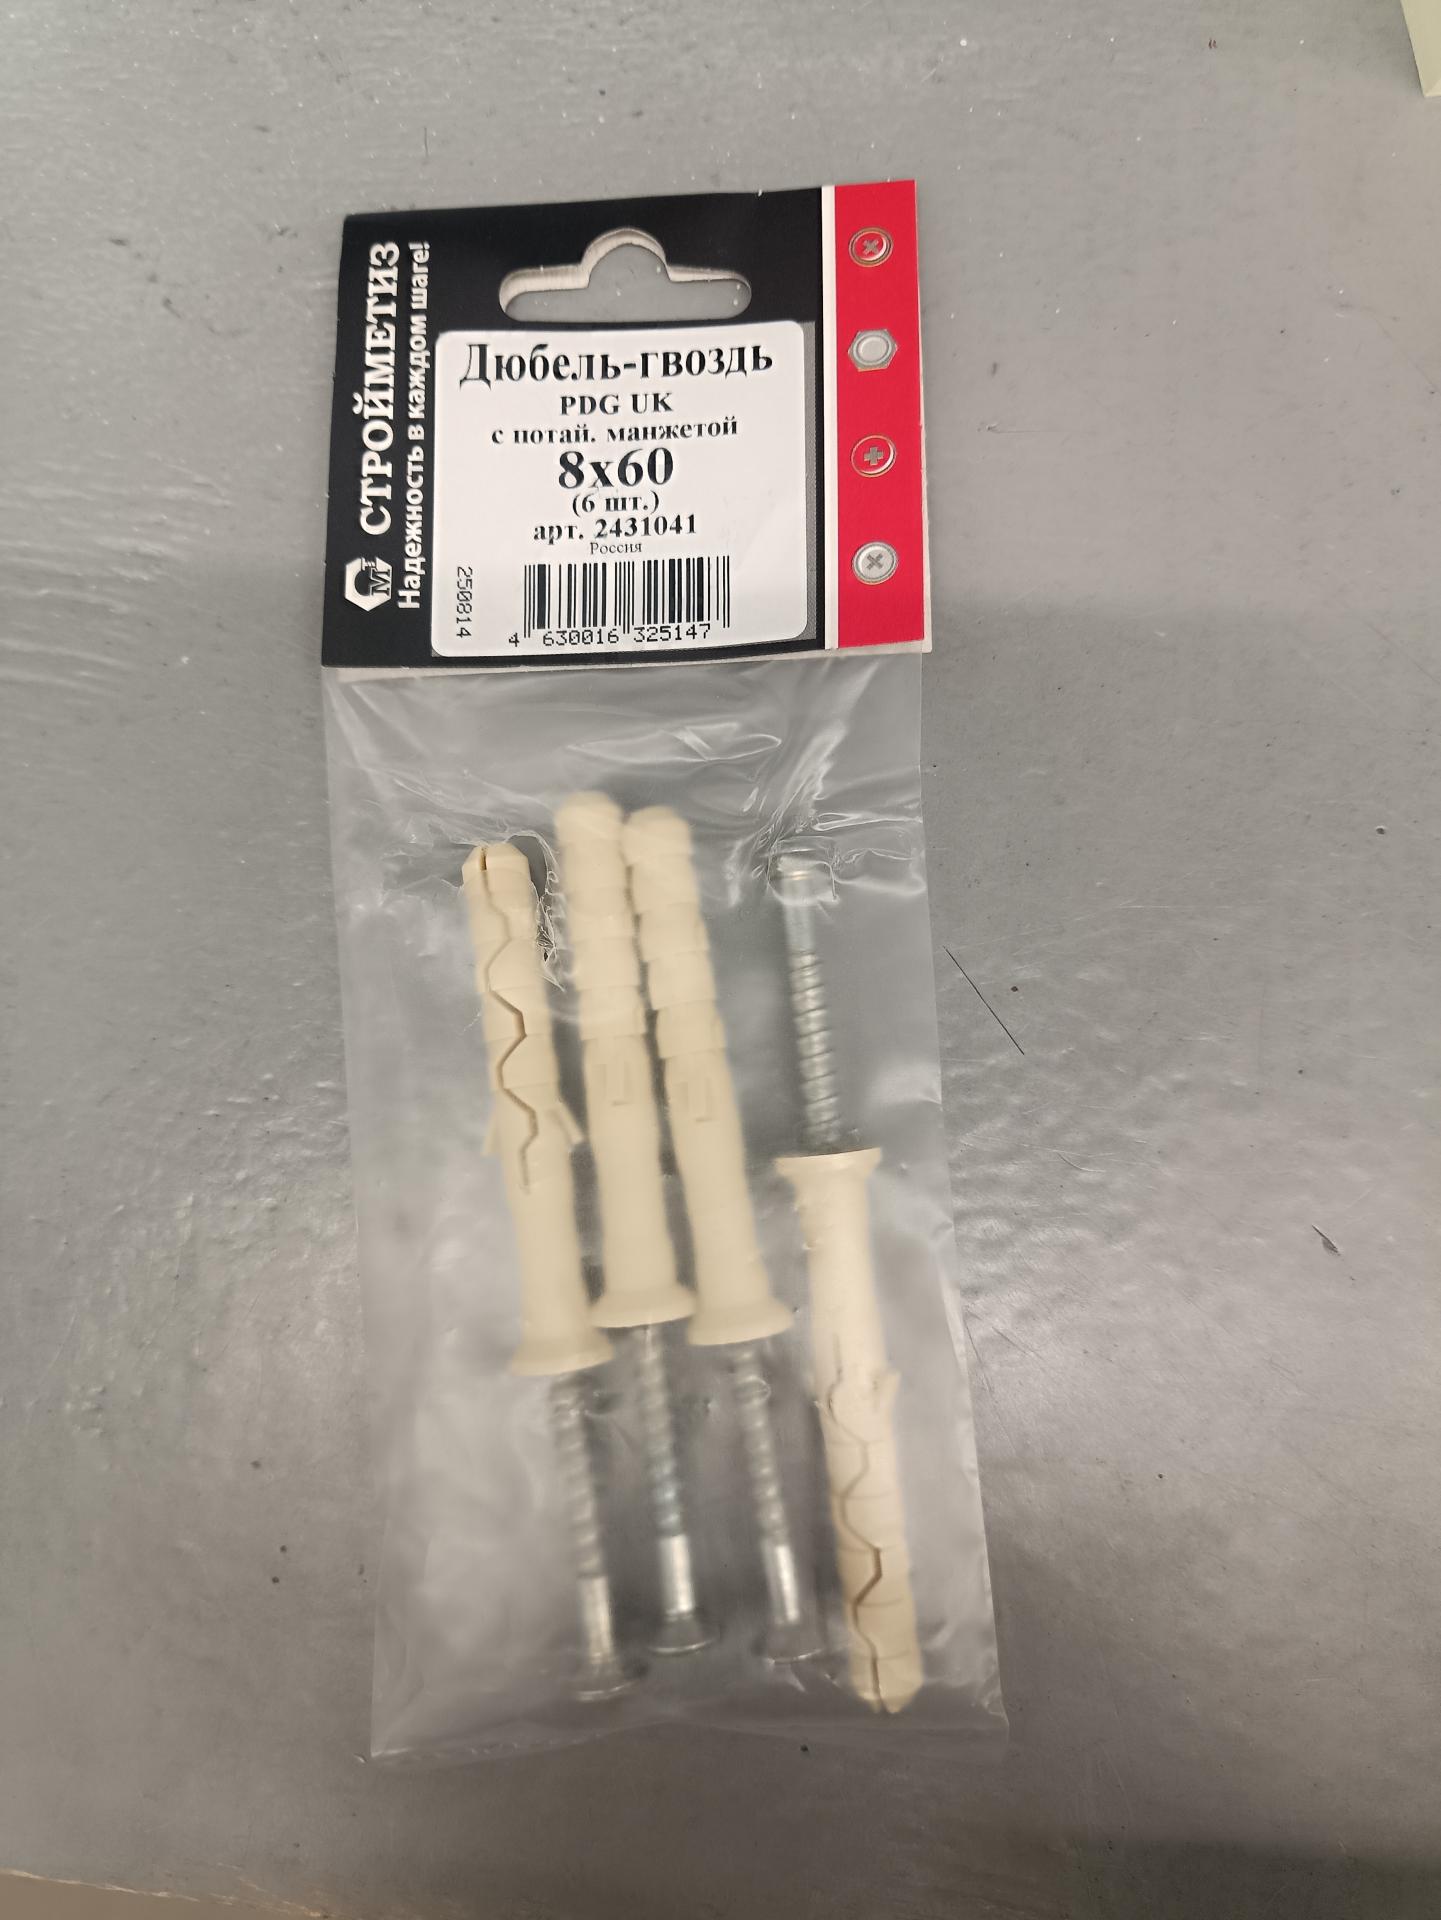 СТРОЙМЕТИЗ
Надежность в каждом шаге!
Дюбель-гвоздь
PDG UK
с потай. манжетой
8х60
(6 шт.)
арт. 2431041
Россия
250814
4 630016 325147